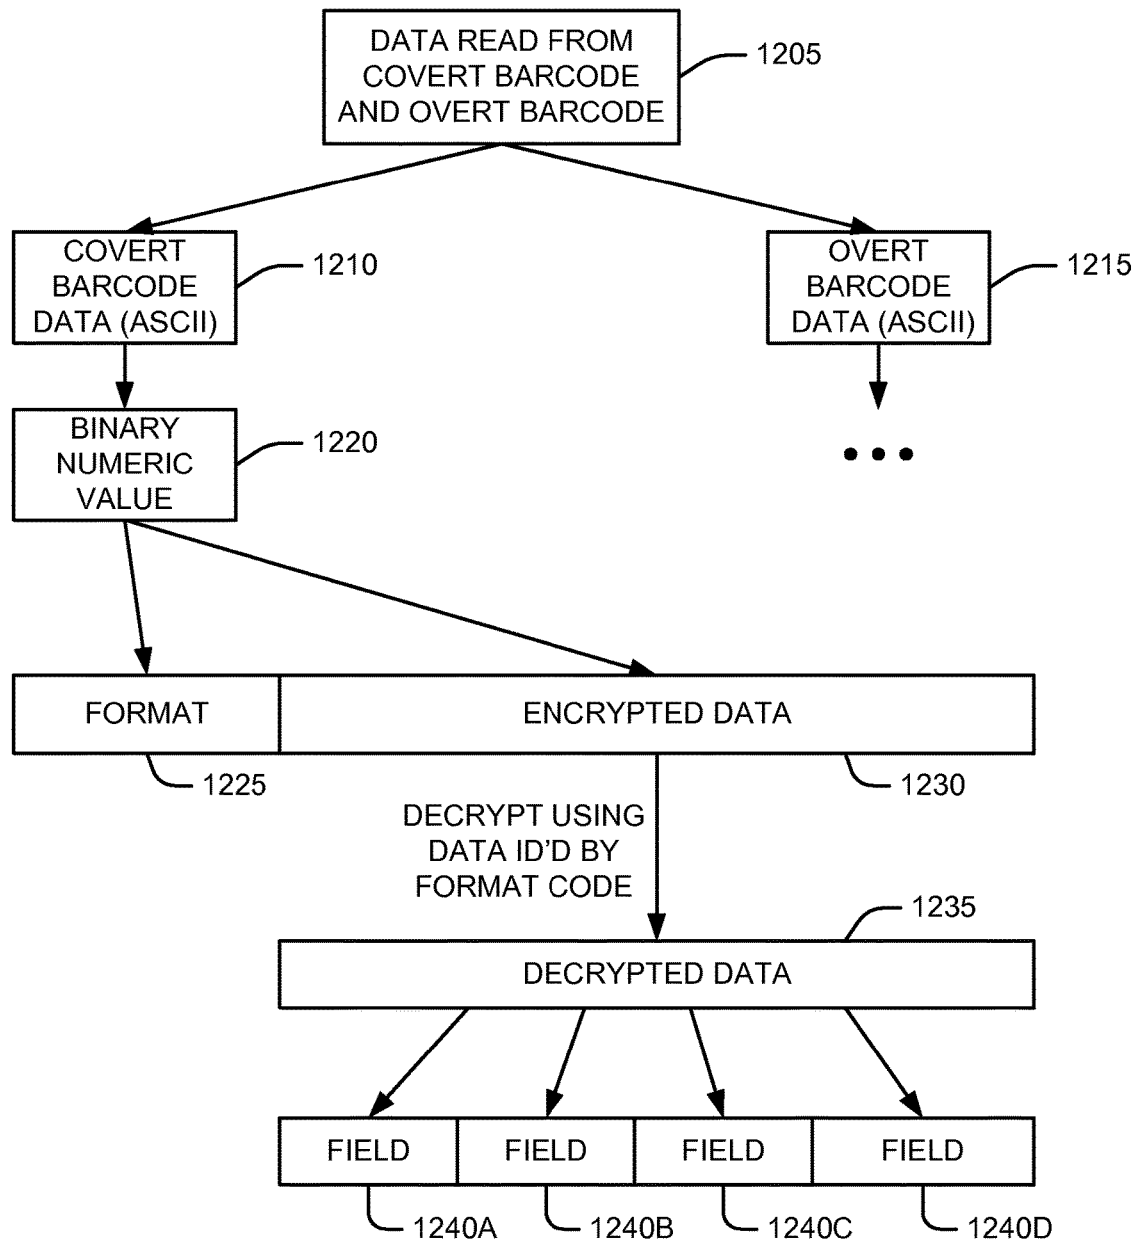 DATA READ FROM
COVERT BARCODE
AND OVERT BARCODE
1205
COVERT
BARCODE
DATA (ASCII)
1210
OVERT
BARCODE
DATA (ASCII)
1215
BINARY
NUMERIC
VALUE
1220
FORMAT
ENCRYPTED DATA
1225
1230
DECRYPT USING
DATA ID'D BY
FORMAT CODE
1235
DECRYPTED DATA
FIELD
FIELD
FIELD
FIELD
1240A
1240B
1240C
1240D